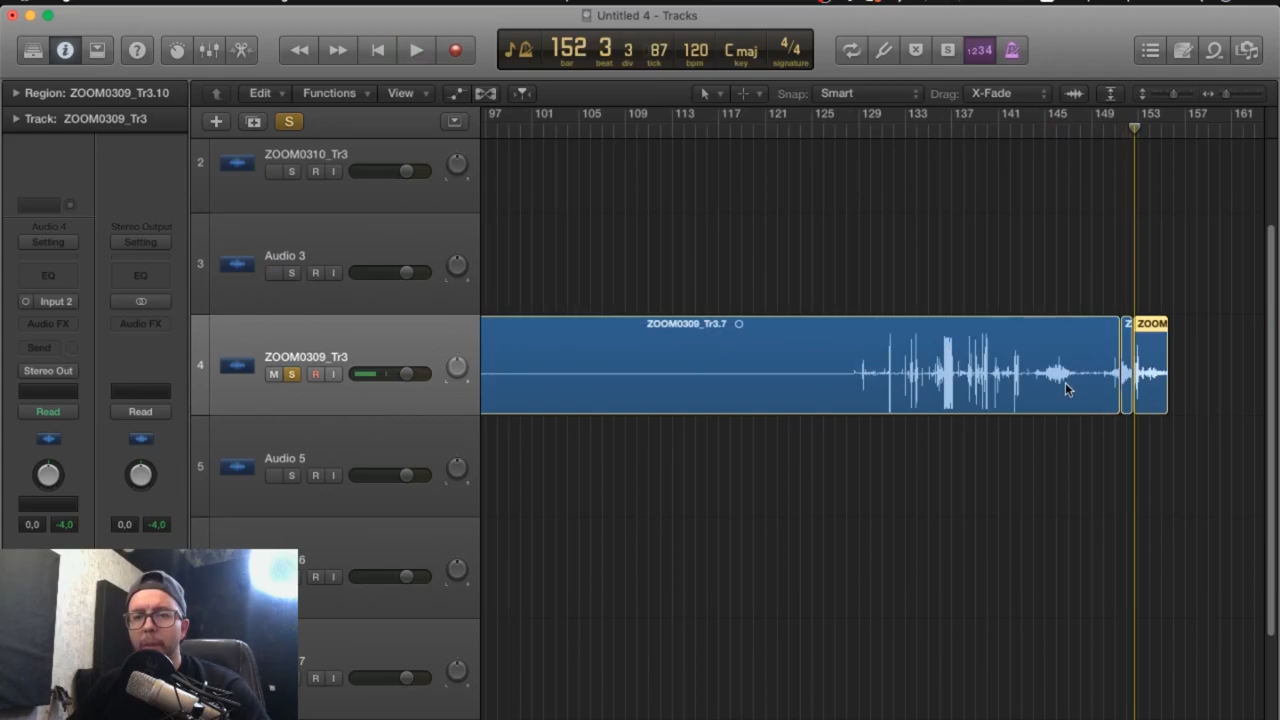 Untitled 4 - Tracks
152 3 3 87 120 C maj 4/4
bar beat div tick bpm key signature
S 1234
Region: ZOOM0309_Tr3.10 Edit Functions View Snap: Smart Drag: X-Fade
Track: ZOOM0309_Tr3 S 97 101 105 109 113 117 121 125 129 133 137 141 145 149 153 157 161
2 ZOOM0310_Tr3
S R I
Audio 4 Stereo Output
Setting Setting
3 Audio 3
S R I
EQ EQ
Input 2
Audio FX Audio FX
ZOOM0309_Tr3.7 Z ZOOM
Send
4 ZOOM0309_Tr3
M S R I
Stereo Out
Read Read
5 Audio 5
S R I
0,0 -4,0 0,0 -4,0
6
R I
7
R I